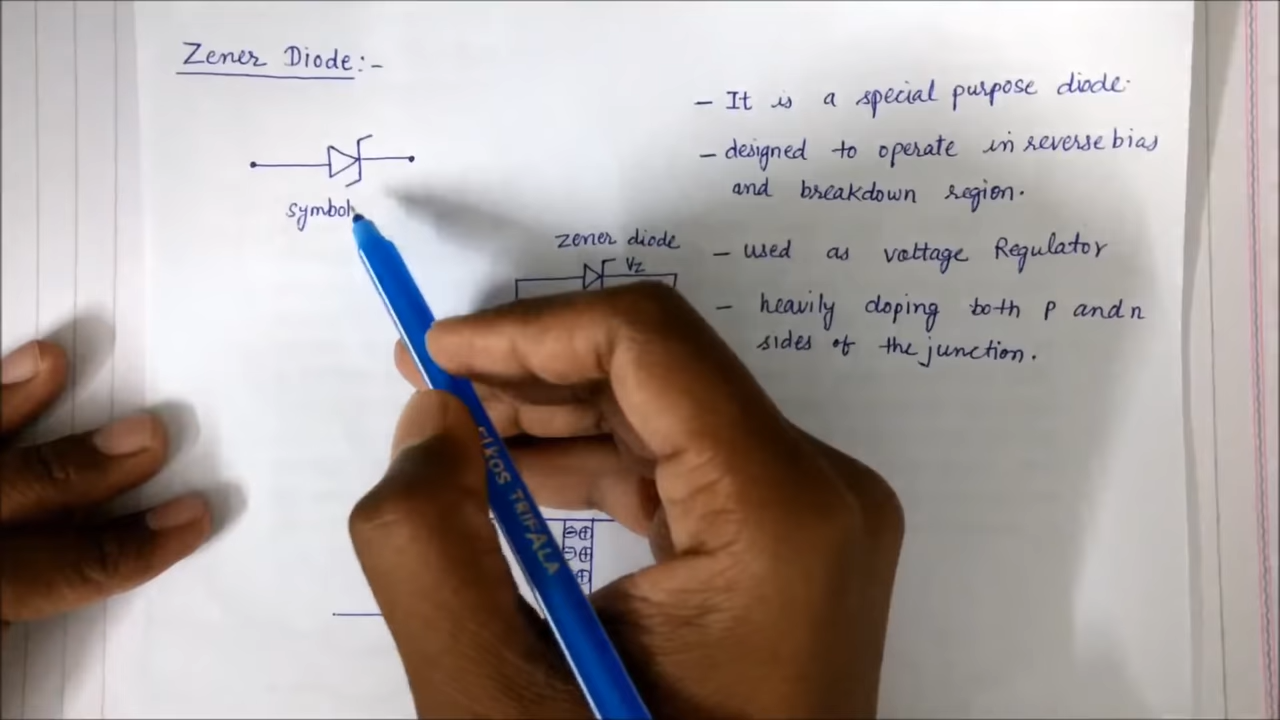 Zener Diode:-
symbol
zener diode
Vz
- It is a special purpose diode.
- designed to operate in reverse bias
and breakdown region.
- used as voltage Regulator
- heavily doping both P and n
sides of the junction.
TRIFALA